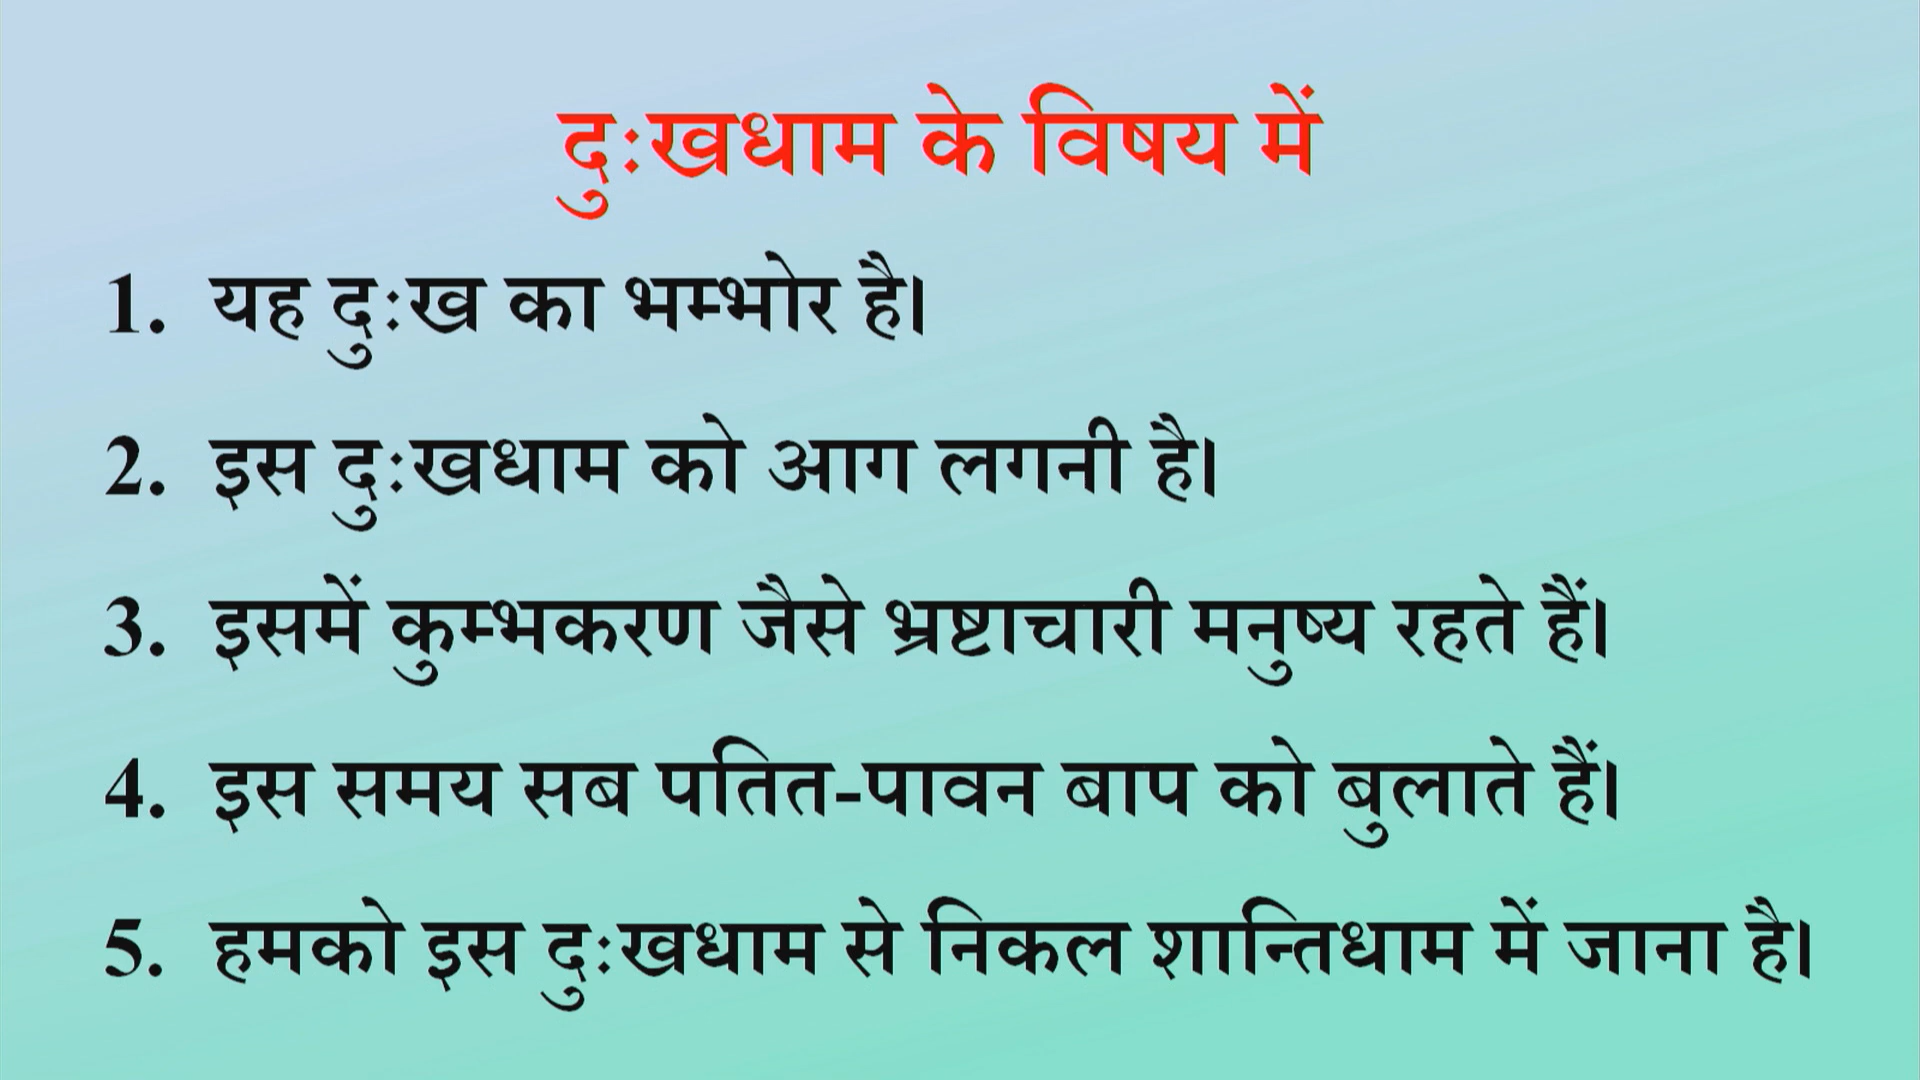 दुःखधाम के विषय में
1. यह दुःख का भम्भोर है।
2. इस दुःखधाम को आग लगनी है।
3. इसमें कुम्भकरण जैसे भ्रष्टाचारी मनुष्य रहते हैं।
4. इस समय सब पतित-पावन बाप को बुलाते हैं।
5. हमको इस दुःखधाम से निकल शान्तिधाम में जाना है।